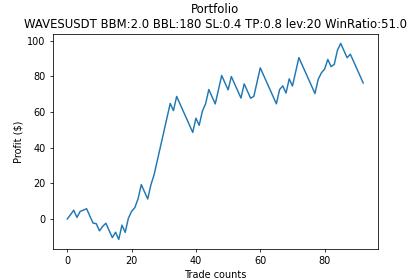 Portfolio
WAVESUSDT BBM:2.0 BBL:180 SL:0.4 TP:0.8 lev:20 WinRatio:51.0
100
80
60
40
20
0
Profit ($)
0 20 40 60 80
Trade counts